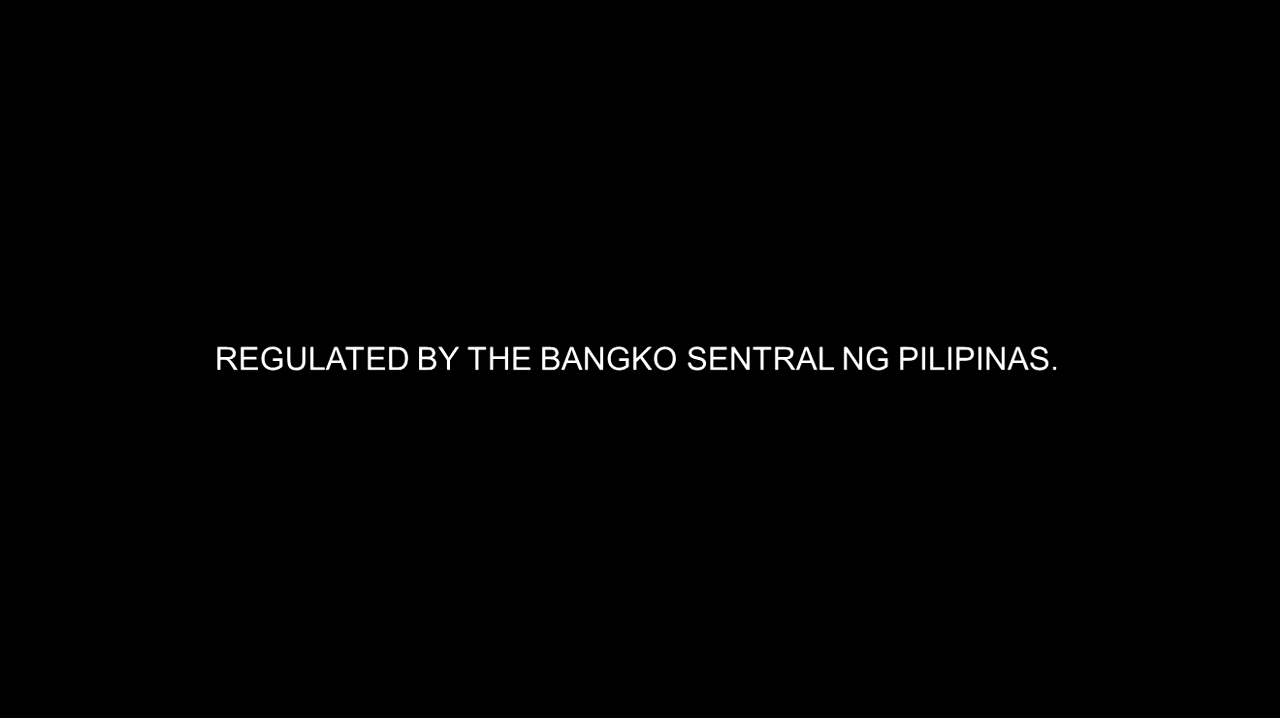 REGULATED BY THE BANGKO SENTRAL NG PILIPINAS.